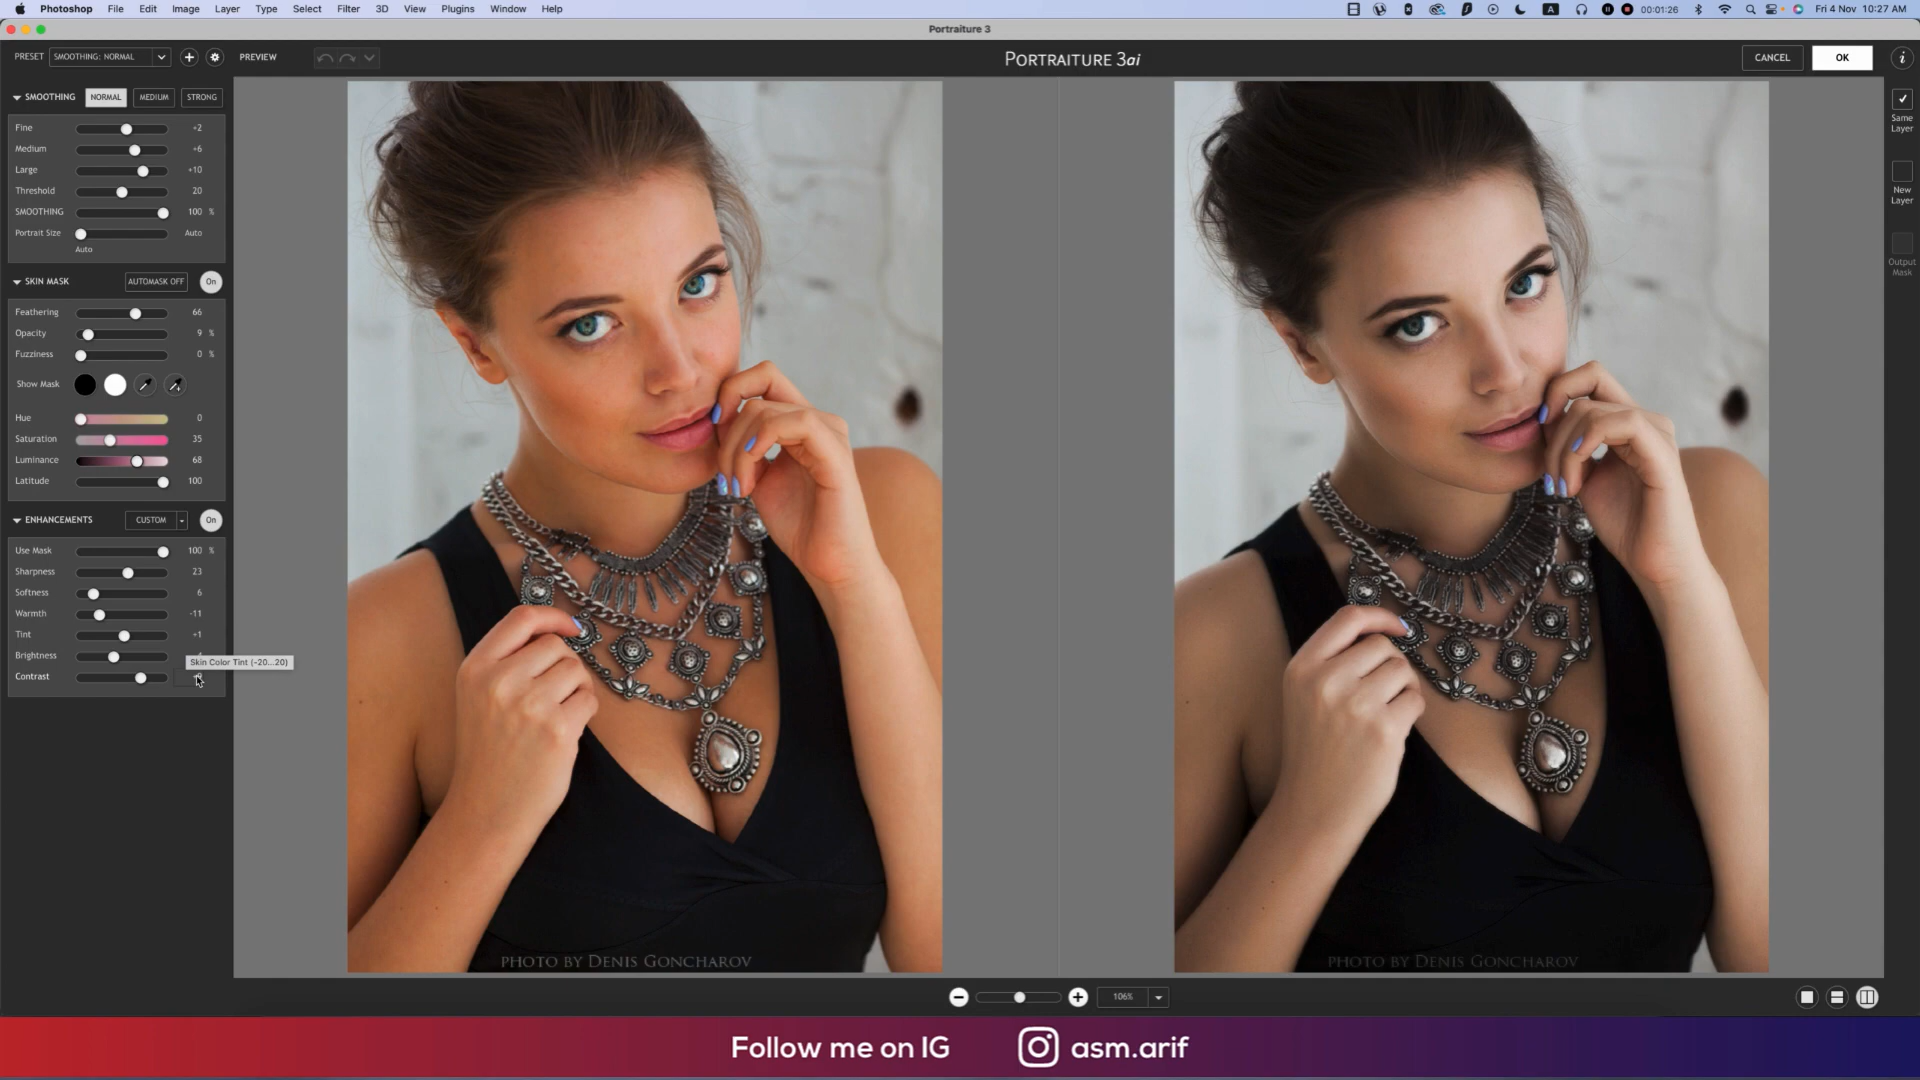 Photoshop File Edit Image Layer Type Select Filter 3D View Plugins Window Help A 00:01:26 Fri 4 Nov 10:27 AM
Portraiture 3
PRESET SMOOTHING: NORMAL PREVIEW PORTRAITURE 3ai CANCEL OK i
SMOOTHING NORMAL MEDIUM STRONG
Fine +2
Medium +6
Large +10
Threshold 20
SMOOTHING 100 %
Portrait Size Auto
Auto
SKIN MASK AUTOMASK OFF On
Feathering 66
Opacity 9 %
Fuzziness 0 %
Show Mask
Hue 0
Saturation 35
Luminance 68
Latitude 100
ENHANCEMENTS CUSTOM On
Use Mask 100 %
Sharpness 23
Softness 6
Warmth -11
Tint +1
Brightness
Skin Color Tint (-20...20)
Contrast
Same
Layer
New
Layer
Output
Mask
PHOTO BY DENIS GONCHAROV
PHOTO BY DENIS GONCHAROV
106%
Follow me on IG asm.arif